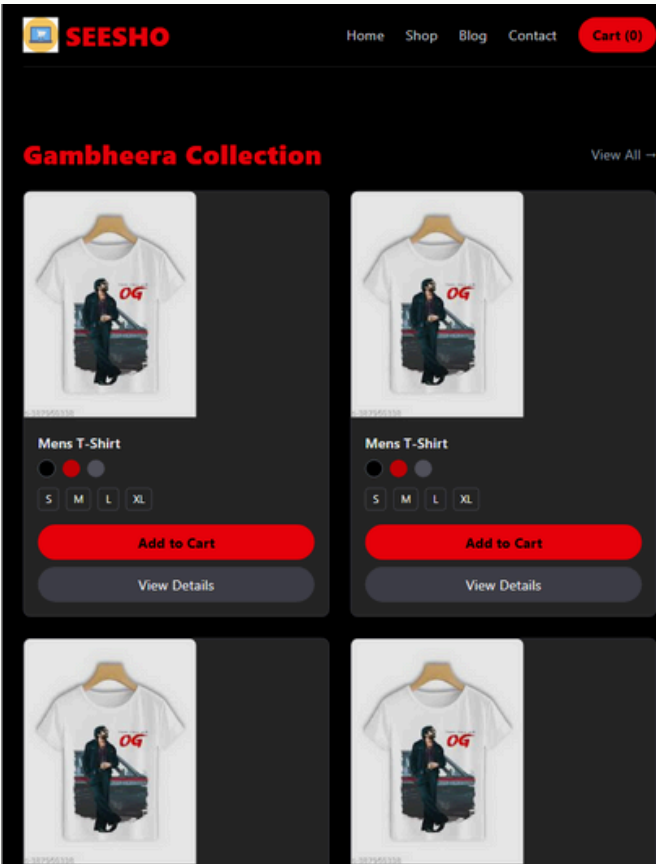 SEESHO
Home Shop Blog Contact Cart (0)
Gambheera Collection
View All →
OG
OG
Mens T-Shirt
Mens T-Shirt
S M L XL
S M L XL
Add to Cart
Add to Cart
View Details
View Details
OG
OG